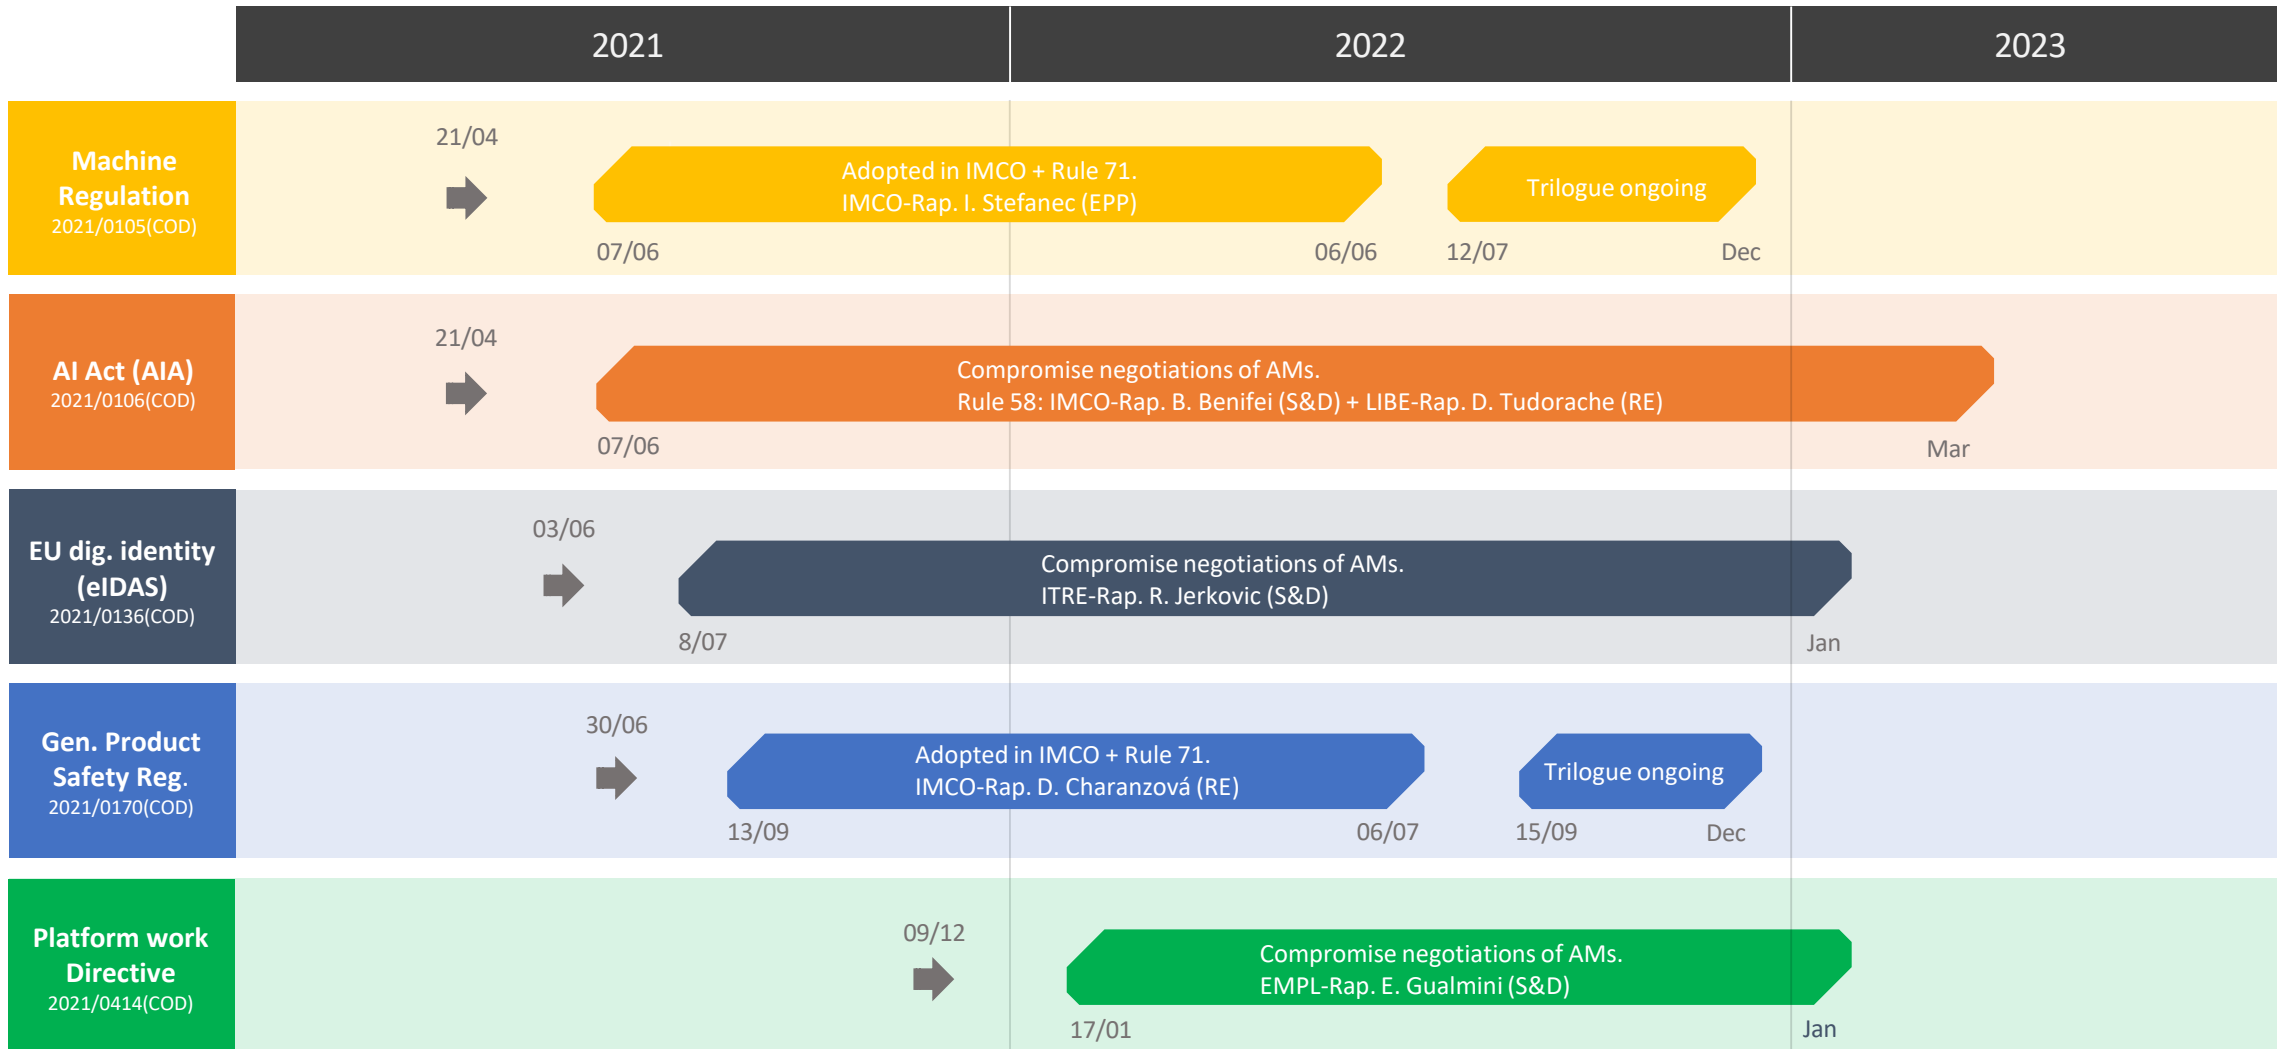 2021
2022
2023
Machine
Regulation
2021/0105(COD)
21/04
Adopted in IMCO + Rule 71.
IMCO-Rap. I. Stefanec (EPP)
07/06
06/06
Trilogue ongoing
12/07
Dec
AI Act (AIA)
2021/0106(COD)
21/04
Compromise negotiations of AMs.
Rule 58: IMCO-Rap. B. Benifei (S&D) + LIBE-Rap. D. Tudorache (RE)
07/06
Mar
EU dig. identity
(eIDAS)
2021/0136(COD)
03/06
Compromise negotiations of AMs.
ITRE-Rap. R. Jerkovic (S&D)
8/07
Jan
Gen. Product
Safety Reg.
2021/0170(COD)
30/06
Adopted in IMCO + Rule 71.
IMCO-Rap. D. Charanzová (RE)
13/09
06/07
Trilogue ongoing
15/09
Dec
Platform work
Directive
2021/0414(COD)
09/12
Compromise negotiations of AMs.
EMPL-Rap. E. Gualmini (S&D)
17/01
Jan